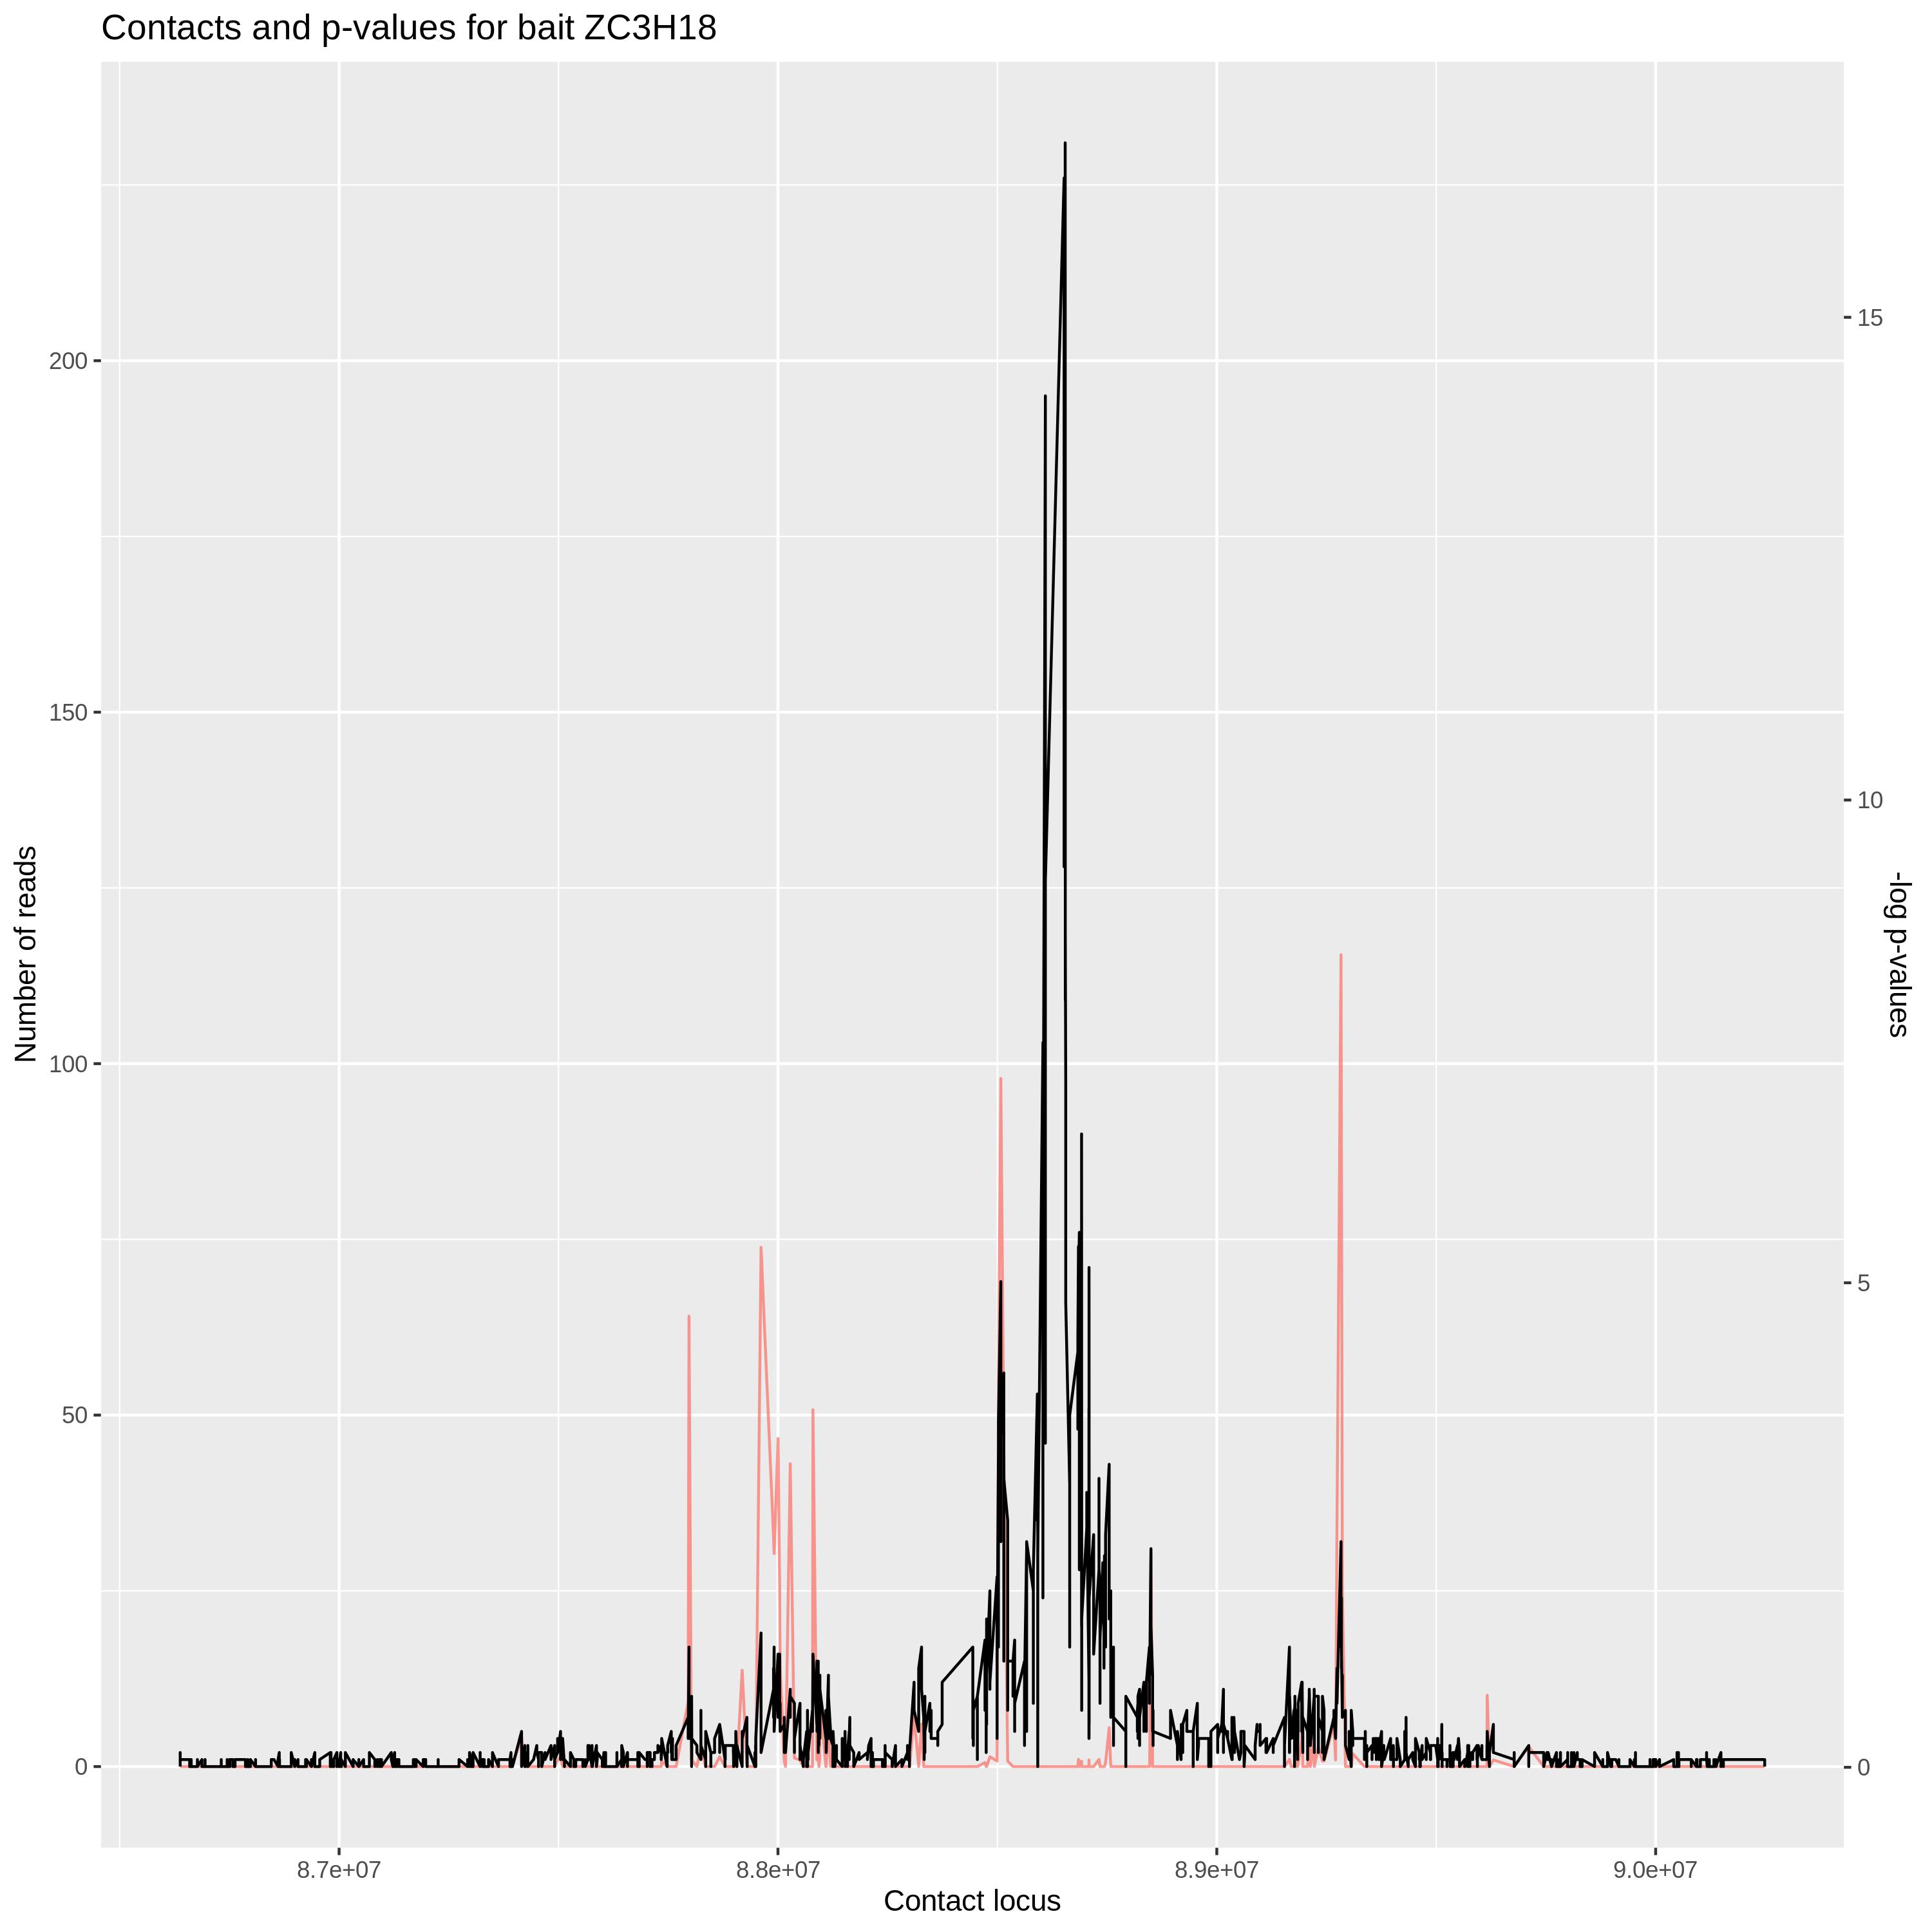 Contacts and p-values for bait ZC3H18
Number of reads
200
150
100
50
0
15
10
5
0
-log p-values
8.7e+07
8.8e+07
8.9e+07
9.0e+07
Contact locus